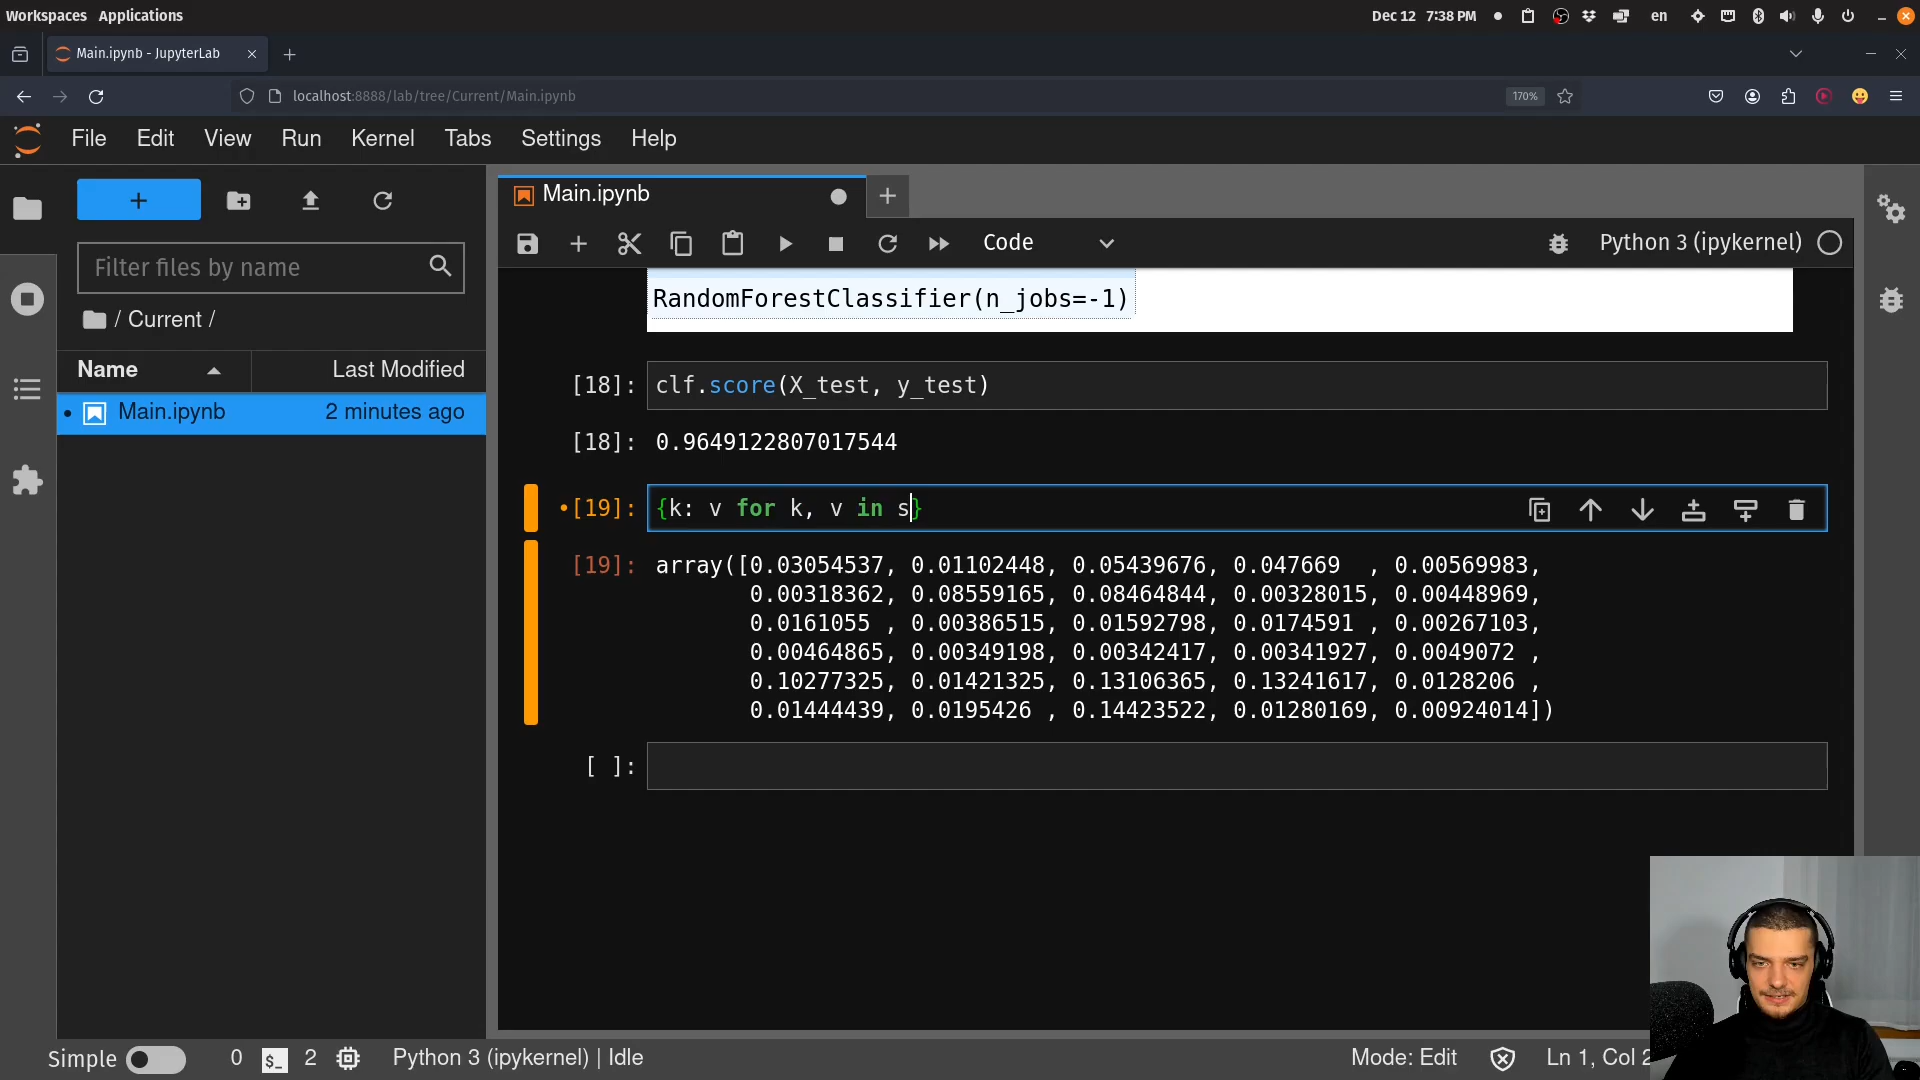 Workspaces Applications
Dec 12 7:38 PM
en
Main.ipynb - JupyterLab
localhost:8888/lab/tree/Current/Main.ipynb
170%
File Edit View Run Kernel Tabs Settings Help
Main.ipynb
Filter files by name
/ Current /
Name Last Modified
Main.ipynb 2 minutes ago
Code
Python 3 (ipykernel)
RandomForestClassifier(n_jobs=-1)
[18]: clf.score(X_test, y_test)
[18]: 0.9649122807017544
[19]: {k: v for k, v in s}
[19]: array([0.03054537, 0.01102448, 0.05439676, 0.047669  , 0.00569983,
0.00318362, 0.08559165, 0.08464844, 0.00328015, 0.00448969,
0.0161055 , 0.00386515, 0.01592798, 0.0174591 , 0.00267103,
0.00464865, 0.00349198, 0.00342417, 0.00341927, 0.0049072 ,
0.10277325, 0.01421325, 0.13106365, 0.13241617, 0.0128206 ,
0.01444439, 0.0195426 , 0.14423522, 0.01280169, 0.00924014])
[ ]:
Simple 0 $_ 2 Python 3 (ipykernel) | Idle
Mode: Edit Ln 1, Col